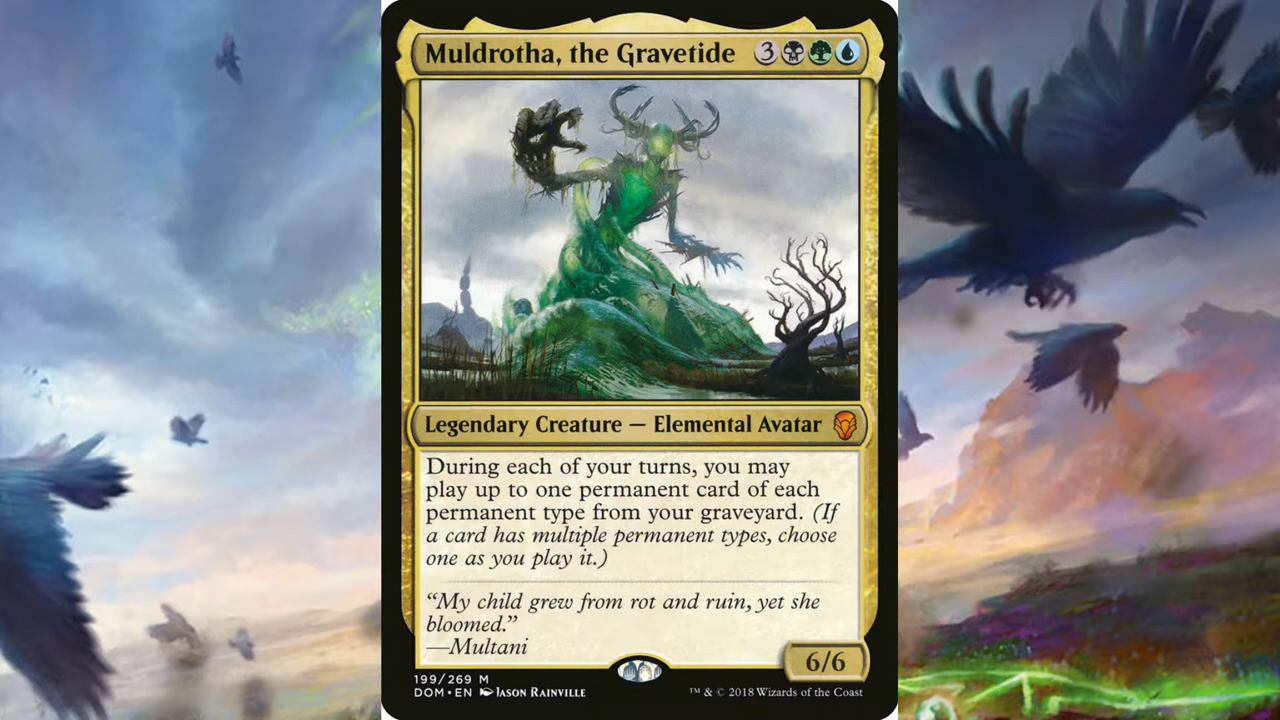 Muldrotha, the Gravetide 3
Legendary Creature — Elemental Avatar
During each of your turns, you may
play up to one permanent card of each
permanent type from your graveyard. (If
a card has multiple permanent types, choose
one as you play it.)
“My child grew from rot and ruin, yet she
bloomed.”
—Multani
6/6
199/269 M
DOM • EN Jason Rainville
™ & © 2018 Wizards of the Coast